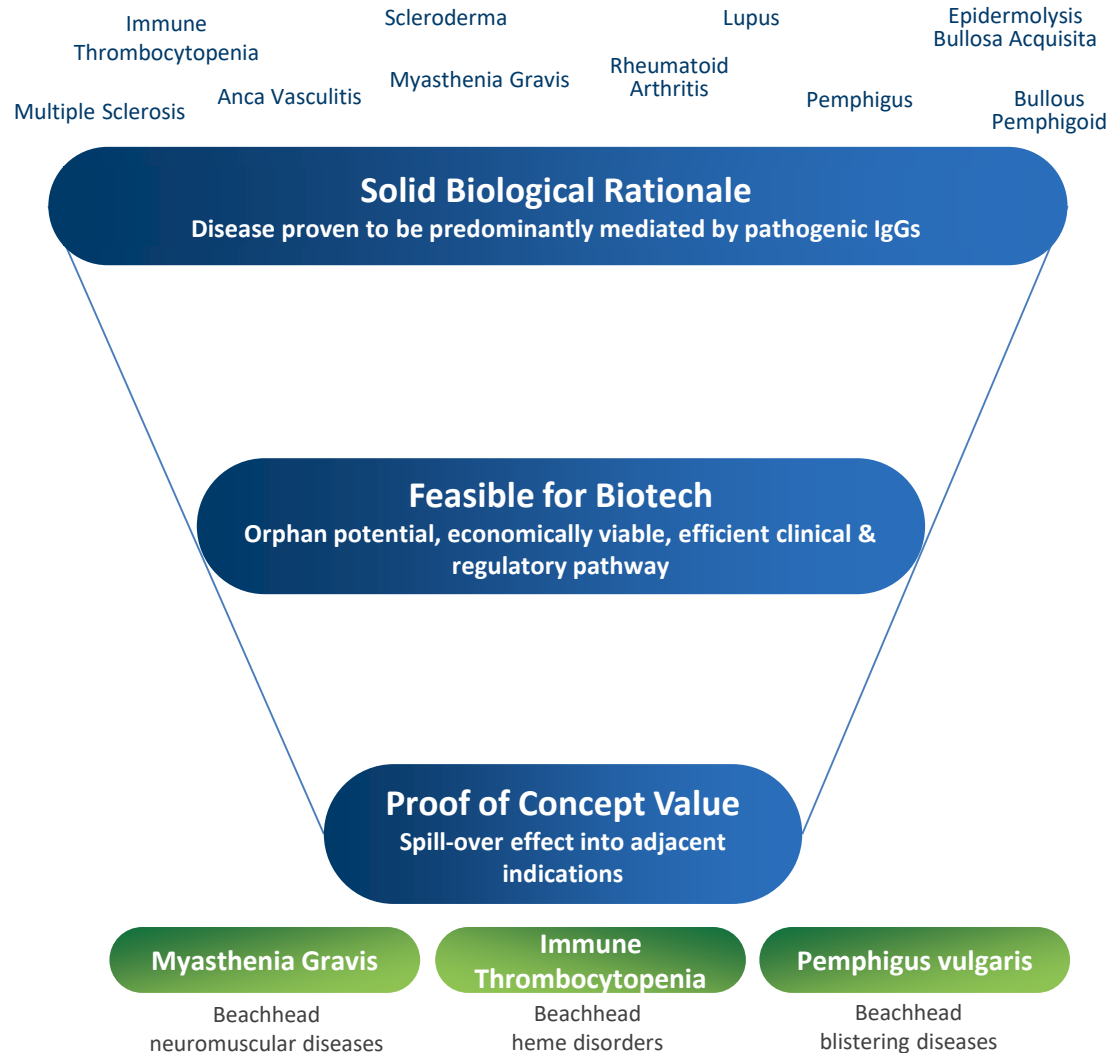 Immune
Thrombocytopenia
Scleroderma
Lupus
Epidermolysis
Bullosa Acquisita
Multiple Sclerosis
Anca Vasculitis
Myasthenia Gravis
Rheumatoid
Arthritis
Pemphigus
Bullous
Pemphigoid
Solid Biological Rationale
Disease proven to be predominantly mediated by pathogenic IgGs
Feasible for Biotech
Orphan potential, economically viable, efficient clinical &
regulatory pathway
Proof of Concept Value
Spill-over effect into adjacent
indications
Myasthenia Gravis
Beachhead
neuromuscular diseases
Immune
Thrombocytopenia
Beachhead
heme disorders
Pemphigus vulgaris
Beachhead
blistering diseases